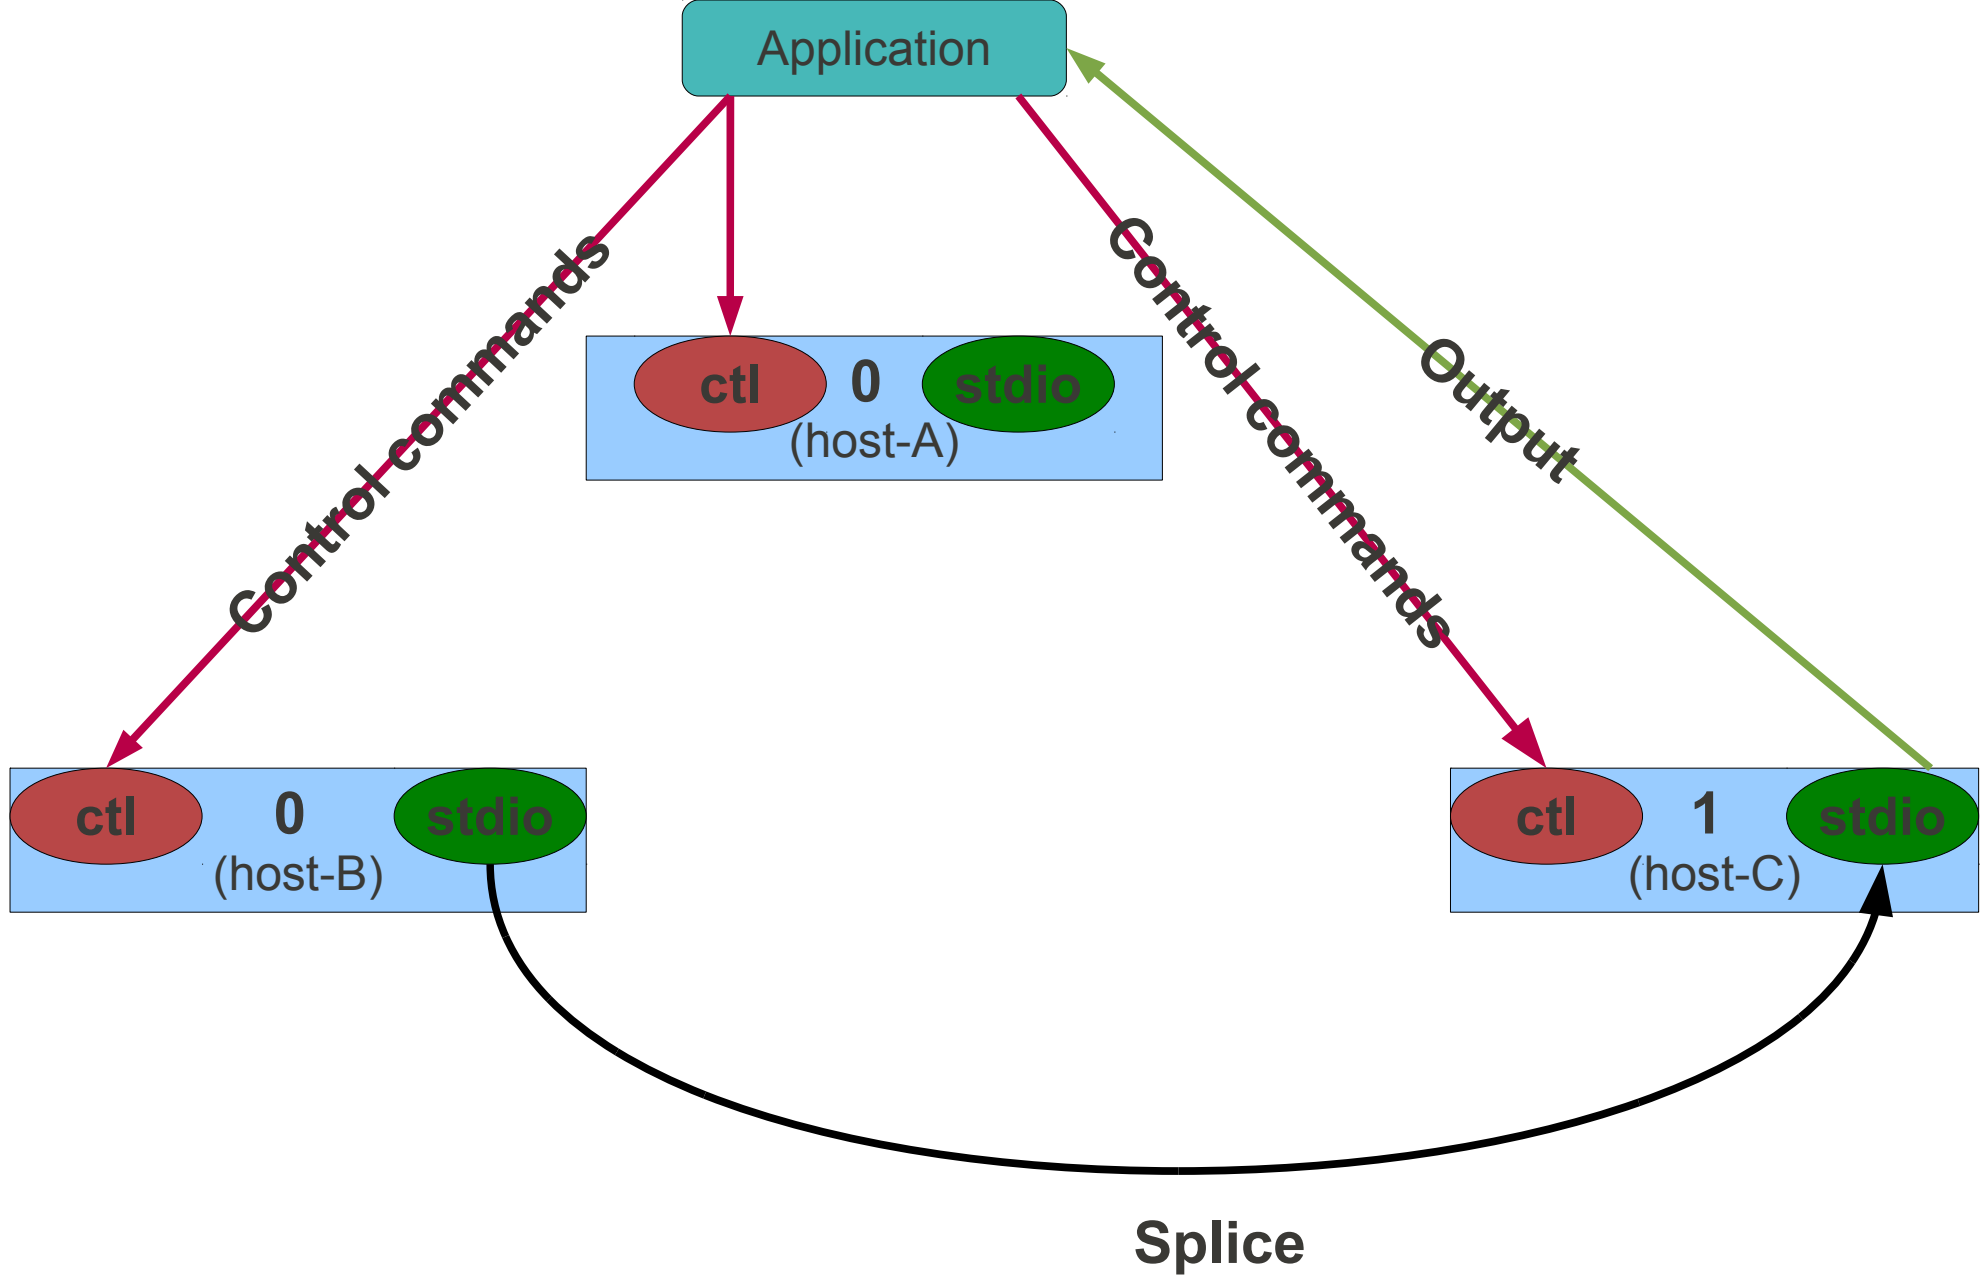 Application
Control commands
Control commands
Output
ctl 0 stdio
(host-A)
ctl 0 stdio
(host-B)
ctl 1 stdio
(host-C)
Splice